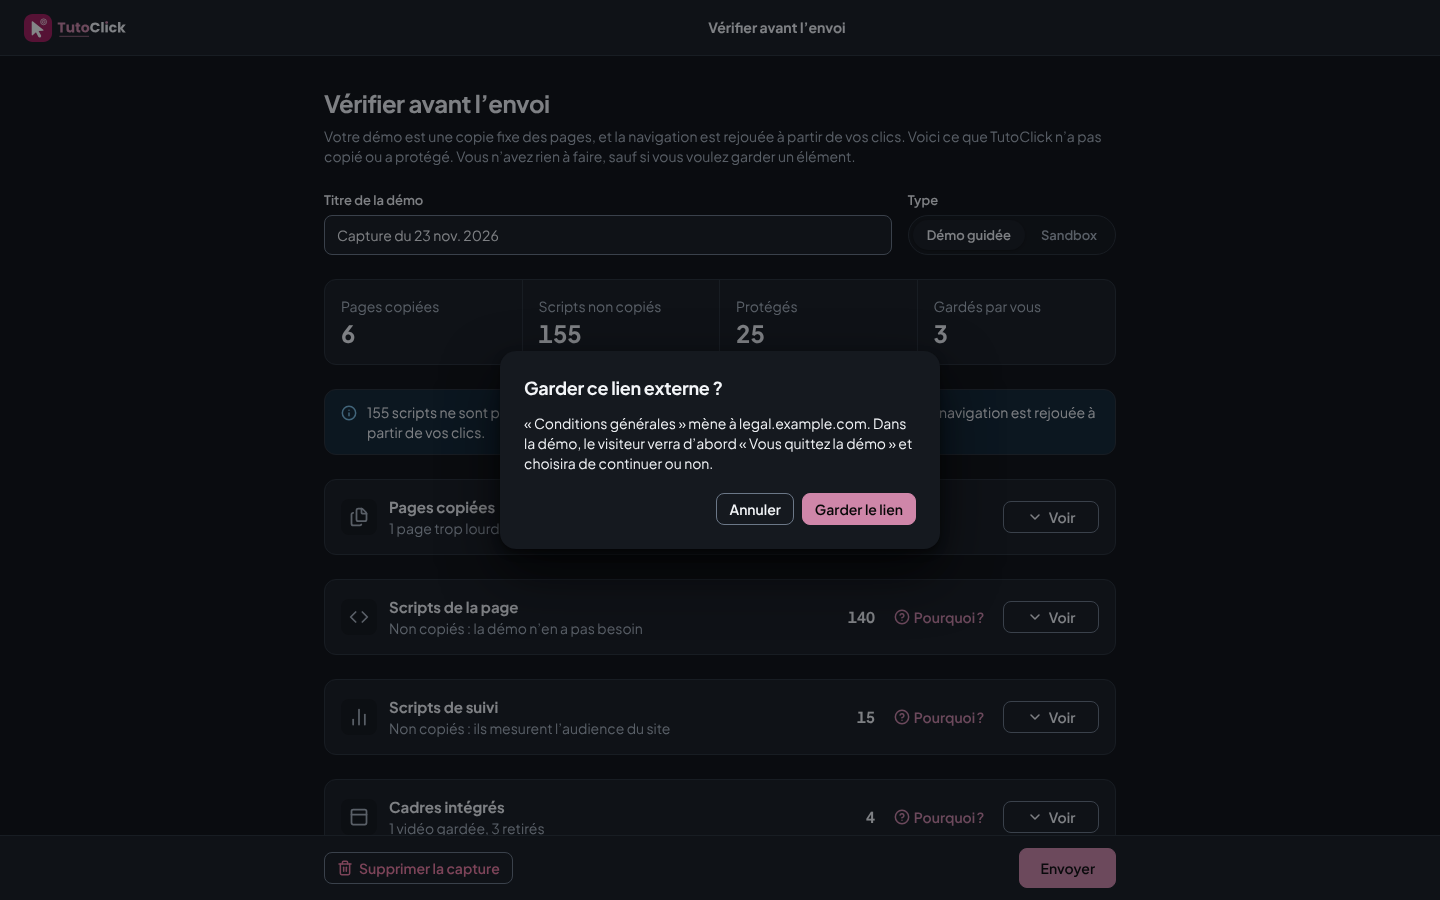 TutoClick
Vérifier avant l’envoi
Vérifier avant l’envoi
Votre démo est une copie fixe des pages, et la navigation est rejouée à partir de vos clics. Voici ce que TutoClick n’a pas
copié ou a protégé. Vous n’avez rien à faire, sauf si vous voulez garder un élément.
Titre de la démo
Type
Capture du 23 nov. 2026
Démo guidée
Sandbox
Pages copiées
Scripts non copiés
Protégés
Gardés par vous
6
155
25
3
Garder ce lien externe ?
« Conditions générales » mène à legal.example.com. Dans
la démo, le visiteur verra d’abord « Vous quittez la démo » et
choisira de continuer ou non.
Annuler
Garder le lien
155 scripts ne sont
navigation est rejouée à
partir de vos clics.
Pages copiées
1 page trop
Voir
Scripts de la page
Non copiés : la démo n’en a pas besoin
140
Pourquoi ?
Voir
Scripts de suivi
Non copiés : ils mesurent l’audience du site
15
Pourquoi ?
Voir
Cadres intégrés
1 vidéo gardée, 3 retirés
4
Pourquoi ?
Voir
Supprimer la capture
Envoyer